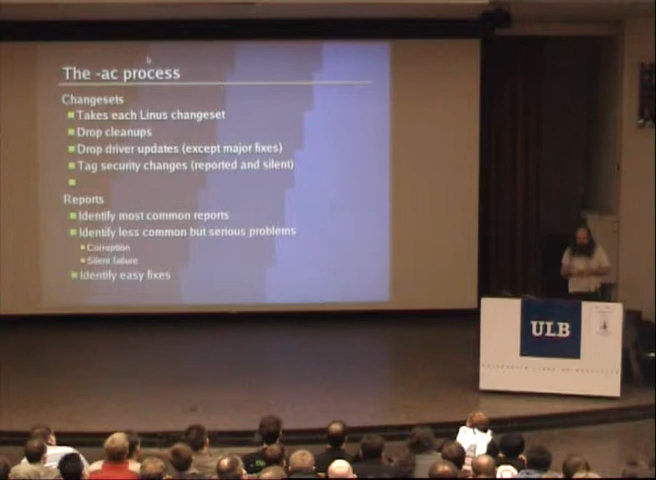 The -ac process
Changesets
Takes each Linus changeset
Drop cleanups
Drop driver updates (except major fixes)
Tag security changes (reported and silent)
Reports
Identify most common reports
Identify less common but serious problems
Corruption
Silent failure
Identify easy fixes
ULB